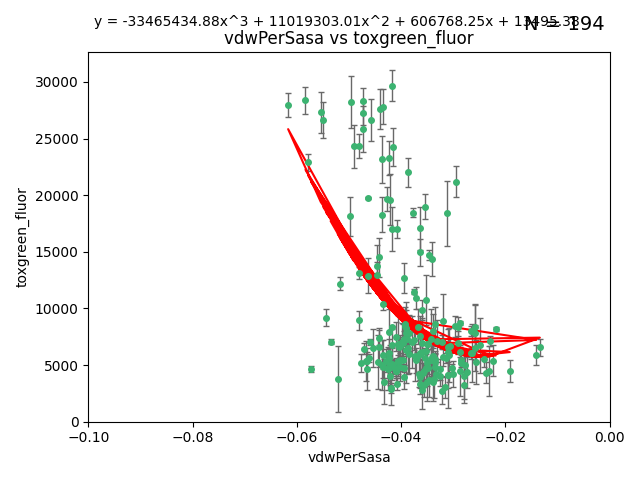 y = -33465434.88x^3 + 11019303.01x^2 + 606768.25x + 13495.38
N = 194
vdwPerSasa vs toxgreen_fluor
30000
25000
20000
15000
10000
5000
0
toxgreen_fluor
−0.10 −0.08 −0.06 −0.04 −0.02 0.00
vdwPerSasa